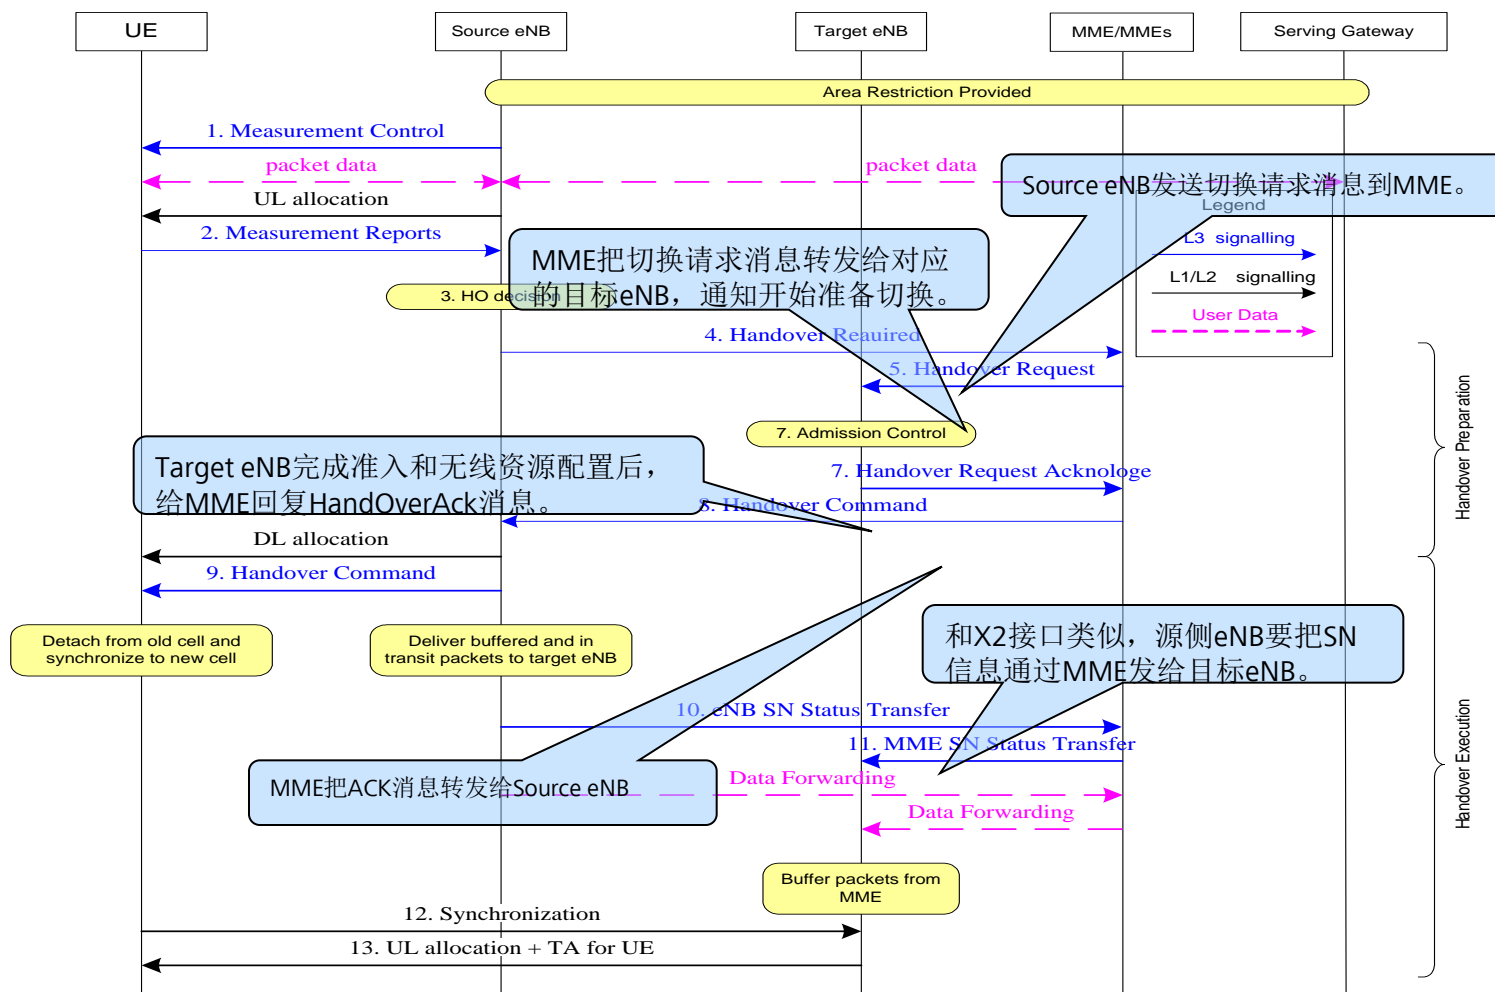 UE
Source eNB
Target eNB
MME/MMEs
Serving Gateway
Area Restriction Provided
1. Measurement Control
packet data
packet data
Source eNB发送切换请求消息到MME。
UL allocation
Legend
2. Measurement Reports
L3 signalling
MME把切换请求消息转发给对应
的目标eNB，通知开始准备切换。
L1/L2 signalling
3. HO decision
User Data
4. Handover Reauired
5. Handover Request
Handover Preparation
7. Admission Control
Target eNB完成准入和无线资源配置后，
给MME回复HandOverAck消息。
7. Handover Request Acknologe
8. Handover Command
DL allocation
9. Handover Command
Detach from old cell and
synchronize to new cell
Deliver buffered and in
transit packets to target eNB
和X2接口类似，源侧eNB要把SN
信息通过MME发给目标eNB。
10. eNB SN Status Transfer
11. MME SN Status Transfer
Handover Execution
MME把ACK消息转发给Source eNB
Data Forwarding
Data Forwarding
Buffer packets from
MME
12. Synchronization
13. UL allocation + TA for UE